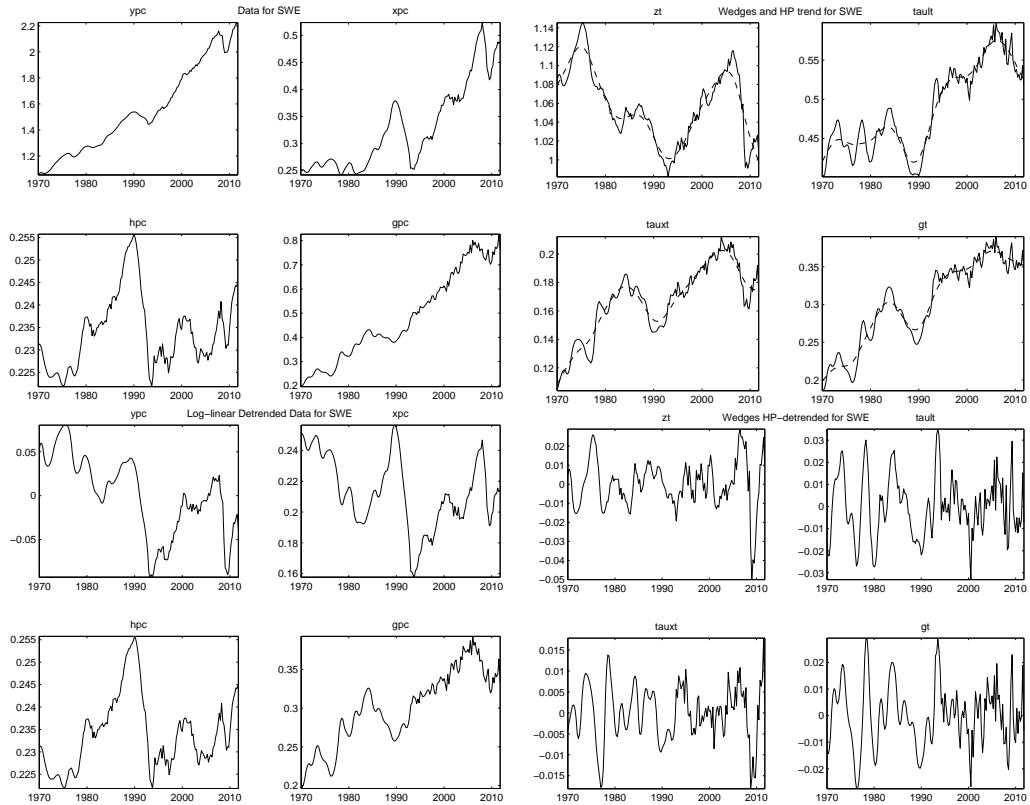 Data for SWE
ypc
2.2
2
1.8
1.6
1.4
1.2
1970 1980 1990 2000 2010
xpc
0.5
0.45
0.4
0.35
0.3
0.25
1970 1980 1990 2000 2010
hpc
0.255
0.25
0.245
0.24
0.235
0.23
0.225
1970 1980 1990 2000 2010
gpc
0.8
0.7
0.6
0.5
0.4
0.3
0.2
1970 1980 1990 2000 2010
Wedges and HP trend for SWE
zt
1.14
1.12
1.1
1.08
1.06
1.04
1.02
1
1970 1980 1990 2000 2010
tault
0.55
0.5
0.45
1970 1980 1990 2000 2010
tauxt
0.2
0.18
0.16
0.14
0.12
1970 1980 1990 2000 2010
gt
0.35
0.3
0.25
0.2
1970 1980 1990 2000 2010
Log−linear Detrended Data for SWE
ypc
0.05
0
−0.05
1970 1980 1990 2000 2010
xpc
0.24
0.22
0.2
0.18
0.16
1970 1980 1990 2000 2010
hpc
0.255
0.25
0.245
0.24
0.235
0.23
0.225
1970 1980 1990 2000 2010
gpc
0.35
0.3
0.25
0.2
1970 1980 1990 2000 2010
Wedges HP−detrended for SWE
zt
0.02
0.01
0
−0.01
−0.02
−0.03
−0.04
−0.05
1970 1980 1990 2000 2010
tault
0.03
0.02
0.01
0
−0.01
−0.02
−0.03
1970 1980 1990 2000 2010
tauxt
0.015
0.01
0.005
0
−0.005
−0.01
−0.015
1970 1980 1990 2000 2010
gt
0.02
0.01
0
−0.01
−0.02
1970 1980 1990 2000 2010